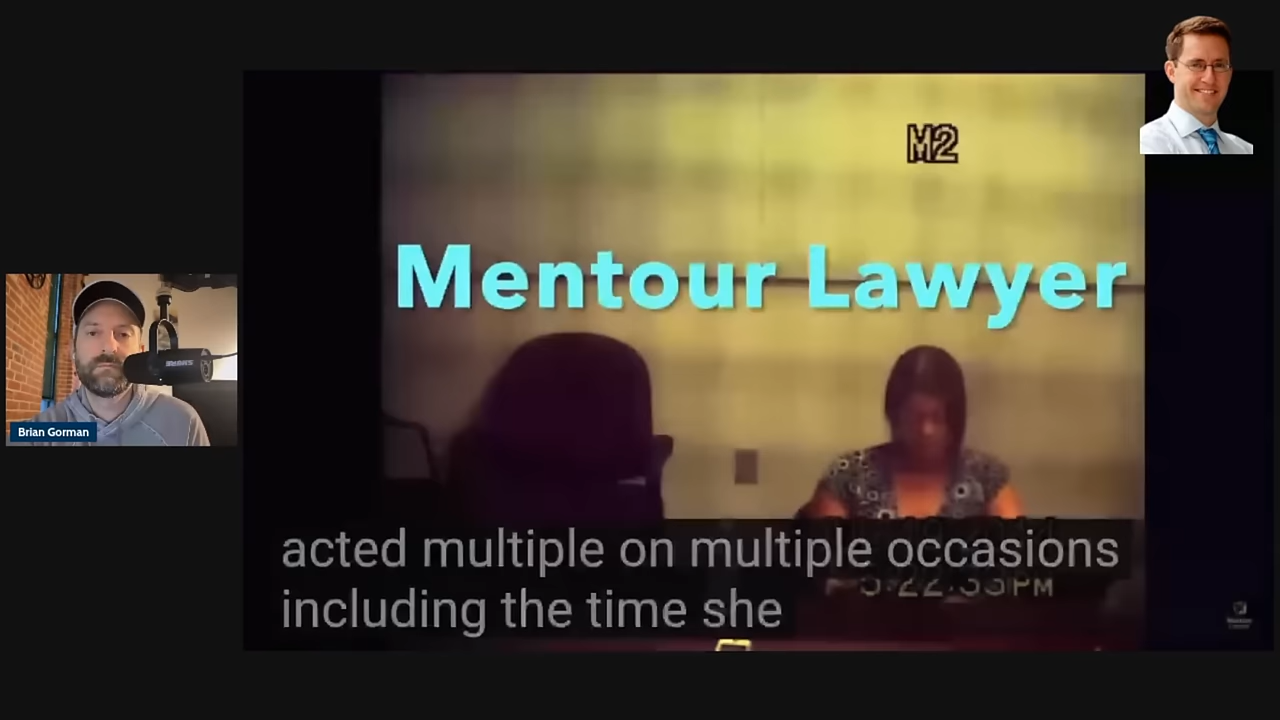 M2
Mentour Lawyer
Brian Gorman
acted multiple on multiple occasions
including the time she